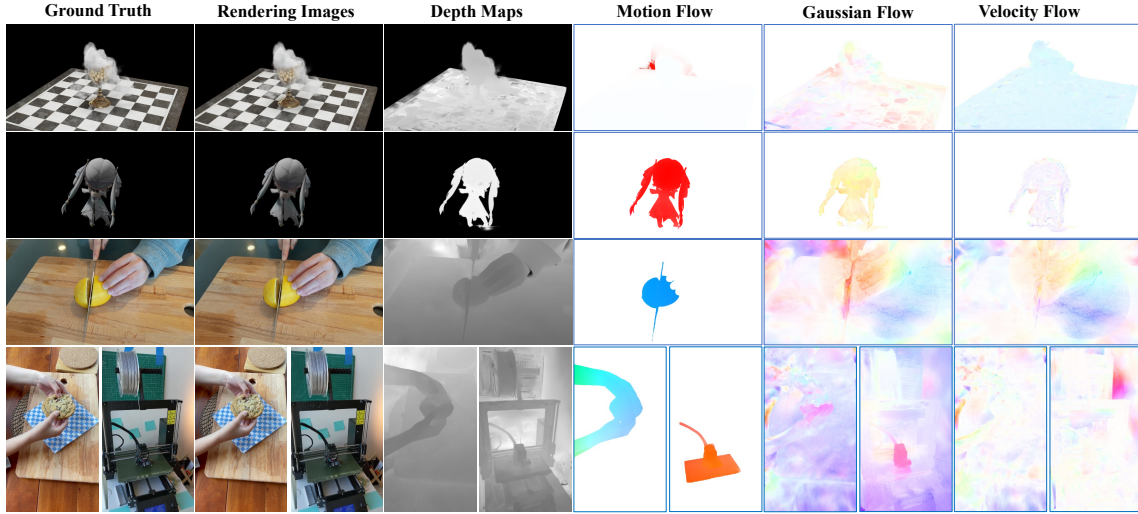 Ground Truth
Rendering Images
Depth Maps
Motion Flow
Gaussian Flow
Velocity Flow